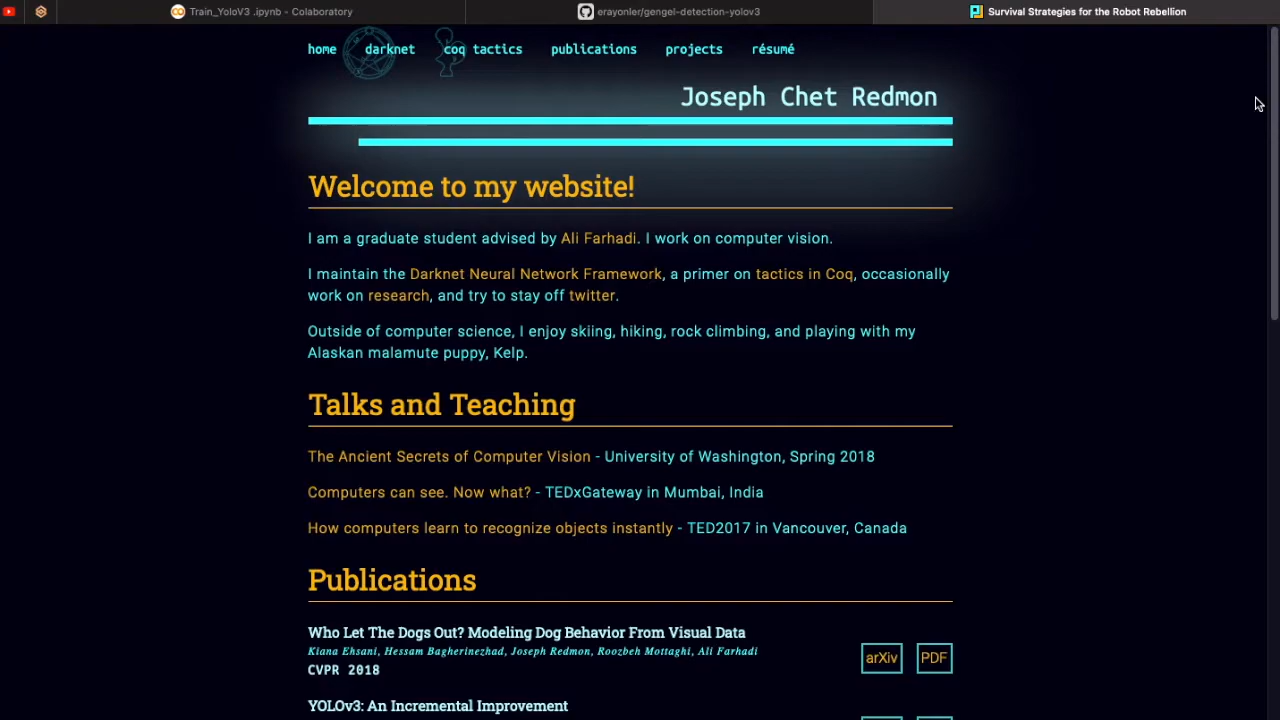 Train_YoloV3 .ipynb - Colaboratory
erayonler/gengel-detection-yolov3
Survival Strategies for the Robot Rebellion
home darknet coq tactics publications projects résumé
Joseph Chet Redmon
Welcome to my website!
I am a graduate student advised by Ali Farhadi. I work on computer vision.
I maintain the Darknet Neural Network Framework, a primer on tactics in Coq, occasionally
work on research, and try to stay off twitter.
Outside of computer science, I enjoy skiing, hiking, rock climbing, and playing with my
Alaskan malamute puppy, Kelp.
Talks and Teaching
The Ancient Secrets of Computer Vision - University of Washington, Spring 2018
Computers can see. Now what? - TEDxGateway in Mumbai, India
How computers learn to recognize objects instantly - TED2017 in Vancouver, Canada
Publications
Who Let The Dogs Out? Modeling Dog Behavior From Visual Data
Kiana Ehsani, Hessam Bagherinezhad, Joseph Redmon, Roozbeh Mottaghi, Ali Farhadi
CVPR 2018
arXiv PDF
YOLOv3: An Incremental Improvement